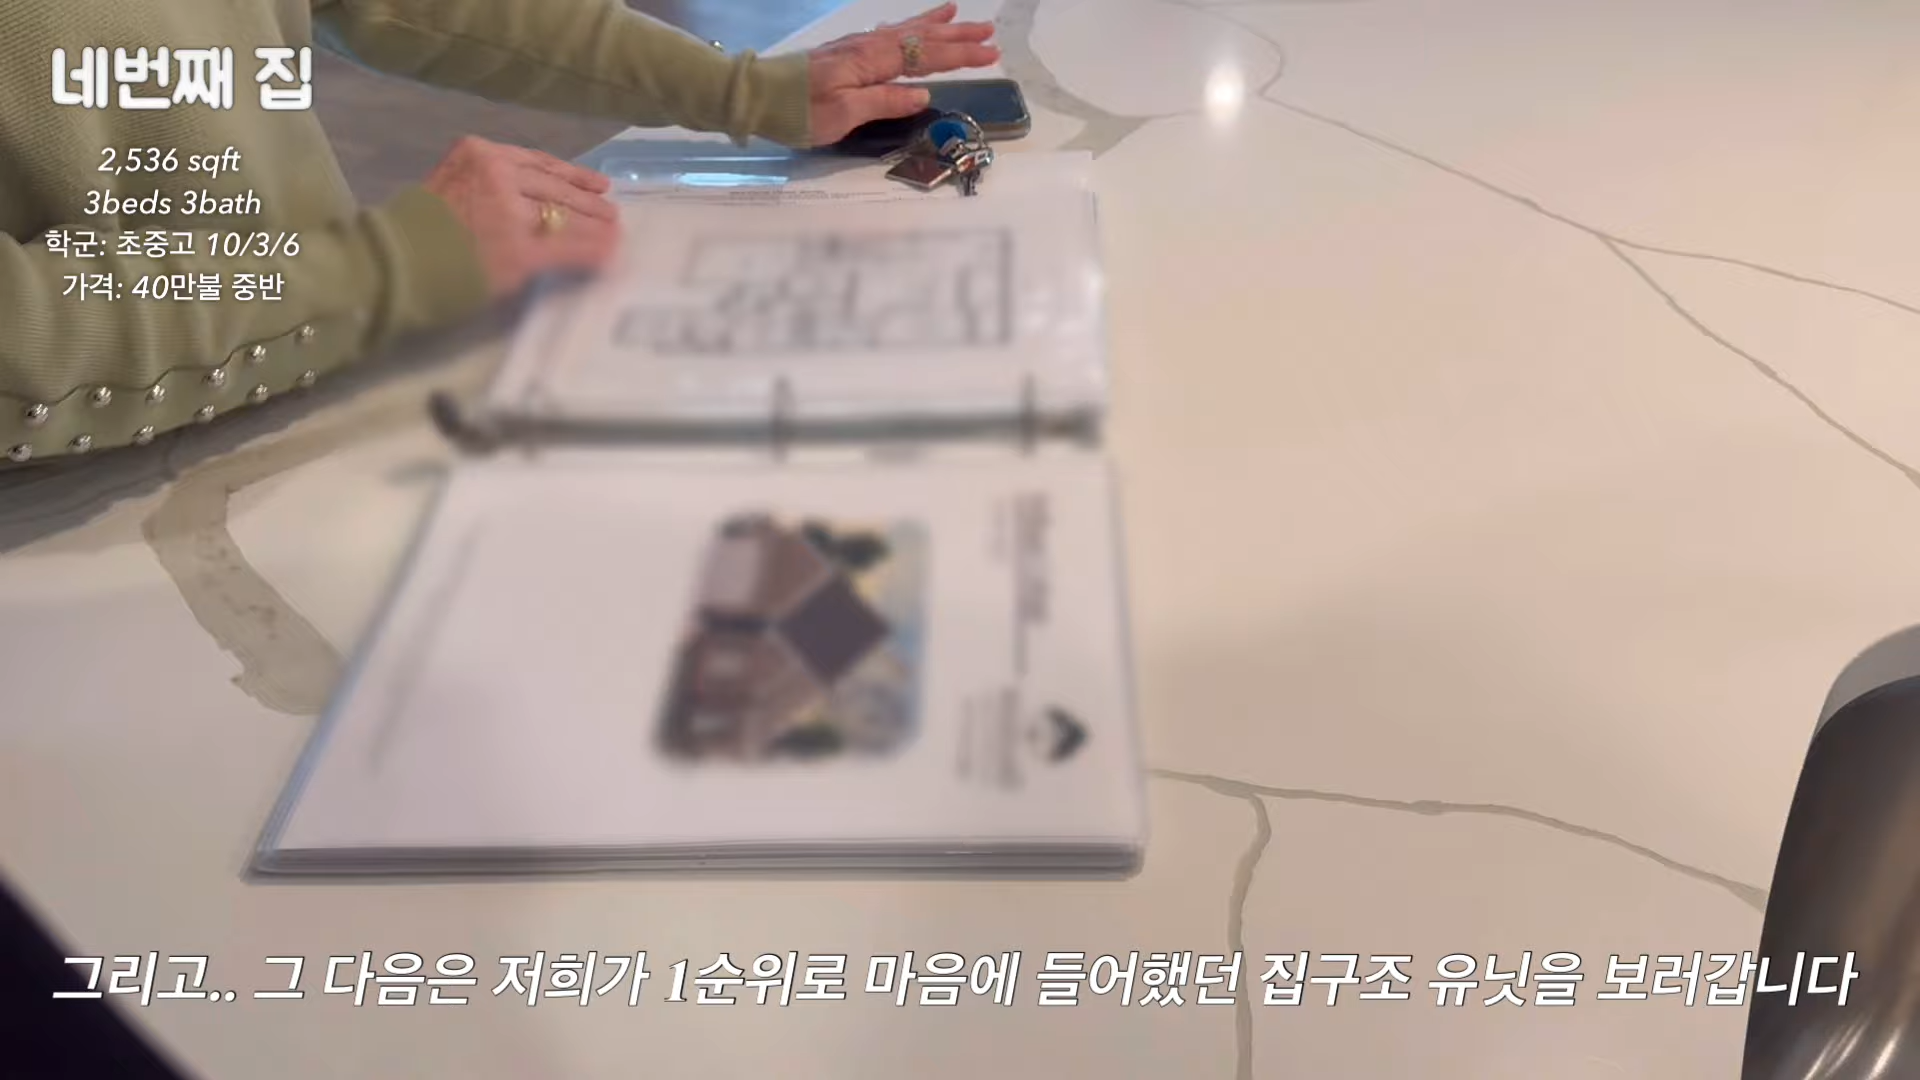 네번째 집
2,536 sqft
3beds 3bath
학군: 초중고 10/3/6
가격: 40만불 중반
그리고.. 그 다음은 저희가 1순위로 마음에 들어했던 집구조 유닛을 보러갑니다